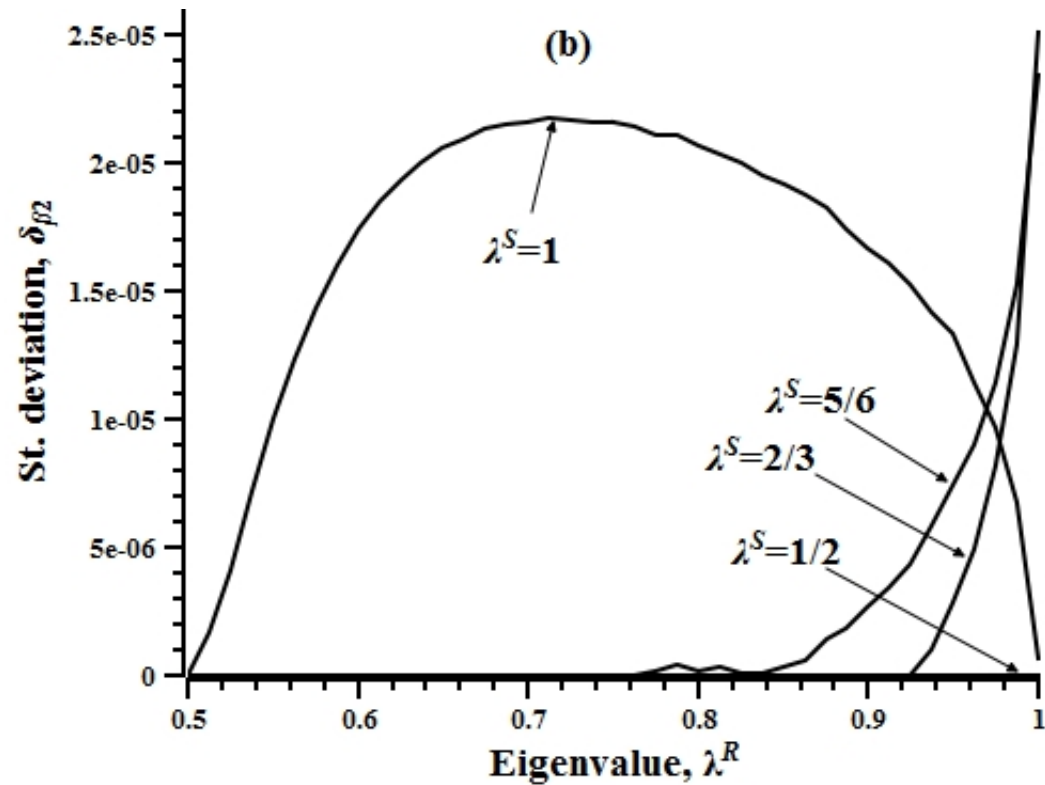 (b)
2.5e-05
2e-05
1.5e-05
1e-05
5e-06
0
St. deviation, δβ2
λS=1
λS=5/6
λS=2/3
λS=1/2
0.5 0.6 0.7 0.8 0.9 1
Eigenvalue, λR